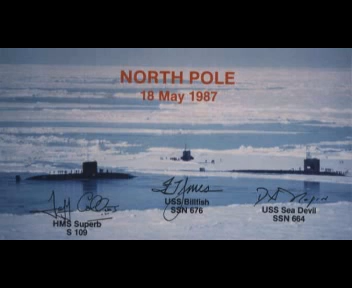 NORTH POLE
18 May 1987
HMS Superb
S 109
USS Billfish
SSN 676
USS Sea Devil
SSN 664